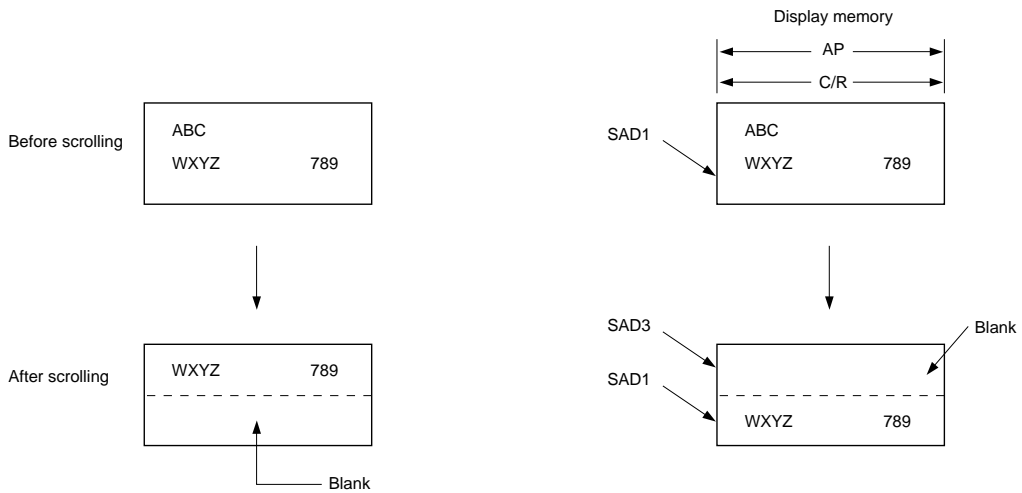 Display memory
AP
C/R
Before scrolling
ABC
WXYZ 789
SAD1
ABC
WXYZ 789
After scrolling
WXYZ 789
Blank
SAD3
SAD1
Blank
WXYZ 789